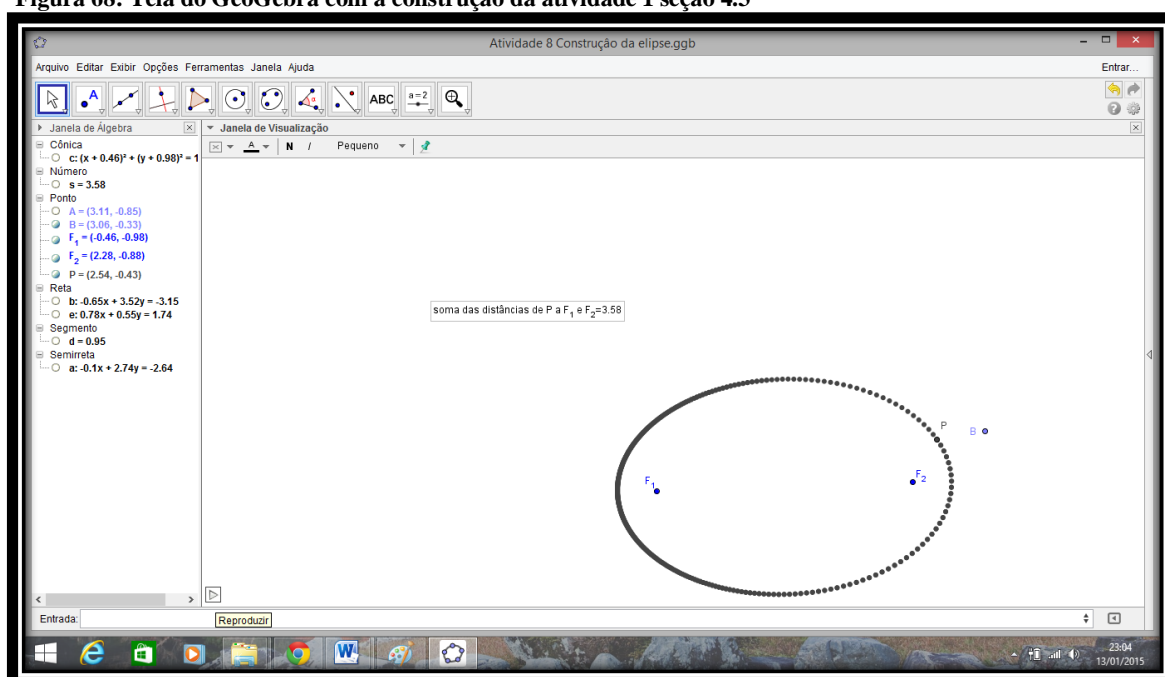 Figura 68: Tela do GeoGebra com a construção da atividade 1 seção 4.3
Atividade 8 Construção da elipse.ggb
Arquivo Editar Exibir Opções Ferramentas Janela Ajuda
Entrar...
A
α
ABC
a=2
Janela de Álgebra
Janela de Visualização
A N I Pequeno
Cônica
c: (x + 0.46)² + (y + 0.98)² = 1
Número
s = 3.58
Ponto
A = (3.11, -0.85)
B = (3.06, -0.33)
F₁ = (-0.46, -0.98)
F₂ = (2.28, -0.88)
P = (2.54, -0.43)
Reta
b: -0.65x + 3.52y = -3.15
e: 0.78x + 0.55y = 1.74
Segmento
d = 0.95
Semirreta
a: -0.1x + 2.74y = -2.64
soma das distâncias de P a F₁ e F₂=3.58
P
B
F₁
F₂
Entrada:
Reproduzir
23:04
13/01/2015